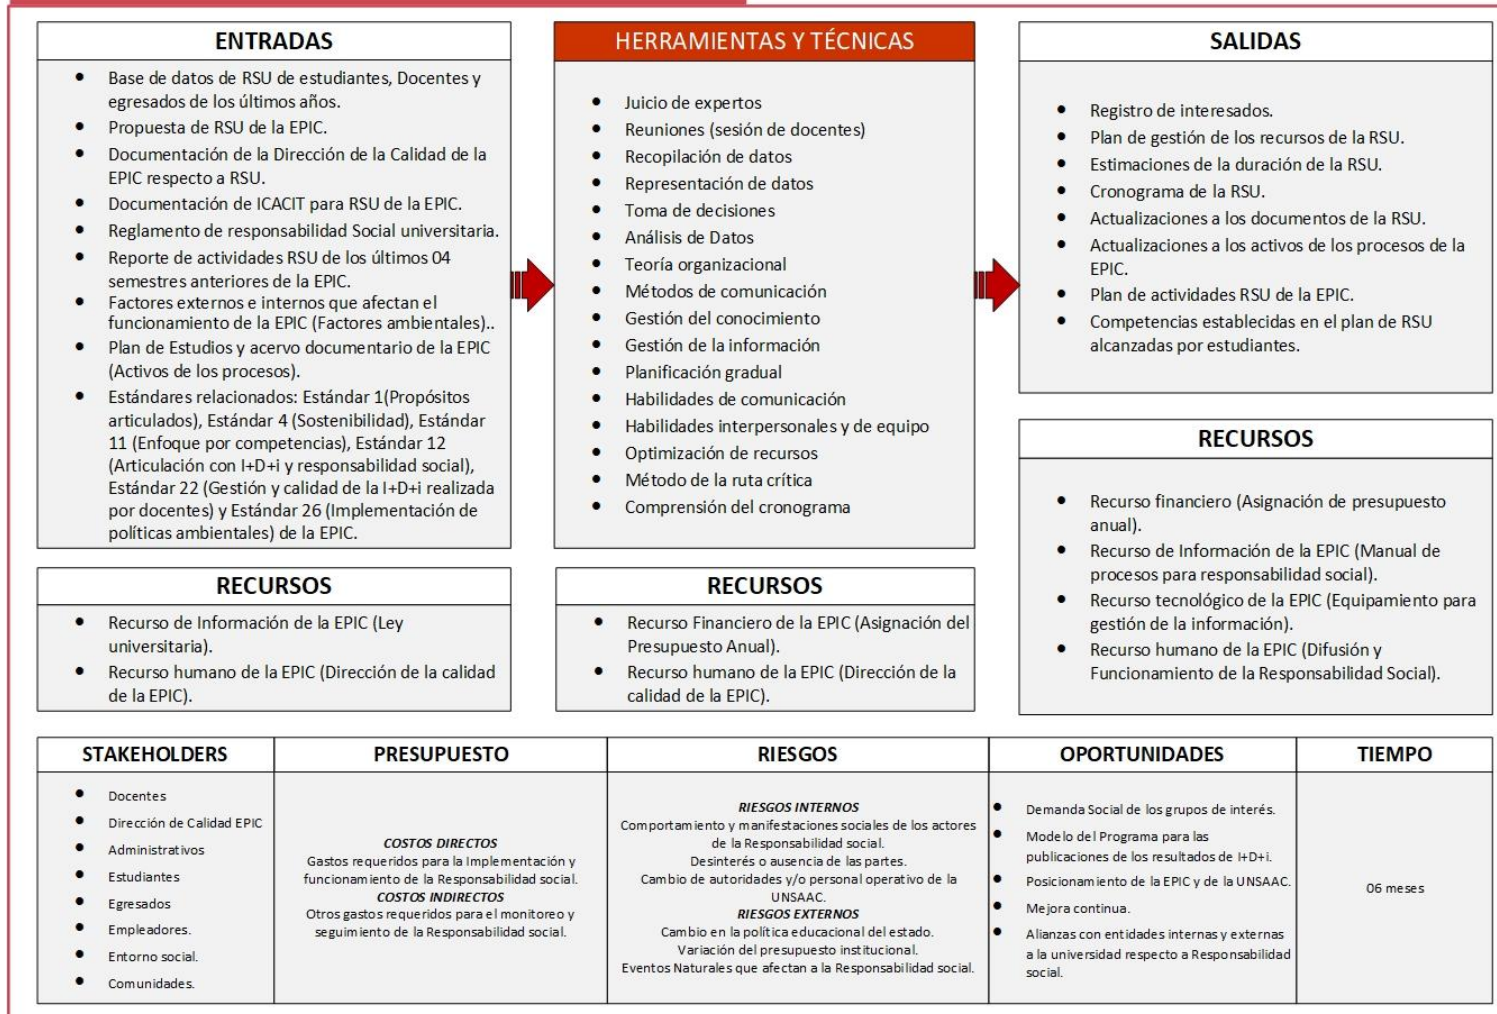 ENTRADAS
• Base de datos de RSU de estudiantes, Docentes y
egresados de los últimos años.
• Propuesta de RSU de la EPIC.
• Documentación de la Dirección de la Calidad de la
EPIC respecto a RSU.
• Documentación de ICACIT para RSU de la EPIC.
• Reglamento de responsabilidad Social universitaria.
• Reporte de actividades RSU de los últimos 04
semestres anteriores de la EPIC.
• Factores externos e internos que afectan el
funcionamiento de la EPIC (Factores ambientales)..
• Plan de Estudios y acervo documentario de la EPIC
(Activos de los procesos).
• Estándares relacionados: Estándar 1(Propósitos
articulados), Estándar 4 (Sostenibilidad), Estándar
11 (Enfoque por competencias), Estándar 12
(Articulación con I+D+i y responsabilidad social),
Estándar 22 (Gestión y calidad de la I+D+i realizada
por docentes) y Estándar 26 (Implementación de
políticas ambientales) de la EPIC.
HERRAMIENTAS Y TÉCNICAS
• Juicio de expertos
• Reuniones (sesión de docentes)
• Recopilación de datos
• Representación de datos
• Toma de decisiones
• Análisis de Datos
• Teoría organizacional
• Métodos de comunicación
• Gestión del conocimiento
• Gestión de la información
• Planificación gradual
• Habilidades de comunicación
• Habilidades interpersonales y de equipo
• Optimización de recursos
• Método de la ruta crítica
• Comprensión del cronograma
SALIDAS
• Registro de interesados.
• Plan de gestión de los recursos de la RSU.
• Estimaciones de la duración de la RSU.
• Cronograma de la RSU.
• Actualizaciones a los documentos de la RSU.
• Actualizaciones a los activos de los procesos de la
EPIC.
• Plan de actividades RSU de la EPIC.
• Competencias establecidas en el plan de RSU
alcanzadas por estudiantes.
RECURSOS
• Recurso de Información de la EPIC (Ley
universitaria).
• Recurso humano de la EPIC (Dirección de la calidad
de la EPIC).
RECURSOS
• Recurso Financiero de la EPIC (Asignación del
Presupuesto Anual).
• Recurso humano de la EPIC (Dirección de la
calidad de la EPIC).
RECURSOS
• Recurso financiero (Asignación de presupuesto
anual).
• Recurso de Información de la EPIC (Manual de
procesos para responsabilidad social).
• Recurso tecnológico de la EPIC (Equipamiento para
gestión de la información).
• Recurso humano de la EPIC (Difusión y
Funcionamiento de la Responsabilidad Social).
STAKEHOLDERS
• Docentes
• Dirección de Calidad EPIC
• Administrativos
• Estudiantes
• Egresados
• Empleadores.
• Entorno social.
• Comunidades.
PRESUPUESTO
COSTOS DIRECTOS
Gastos requeridos para la Implementación y
funcionamiento de la Responsabilidad social.
COSTOS INDIRECTOS
Otros gastos requeridos para el monitoreo y
seguimiento de la Responsabilidad social.
RIESGOS
RIESGOS INTERNOS
Comportamiento y manifestaciones sociales de los actores
de la Responsabilidad social.
Desinterés o ausencia de las partes.
Cambio de autoridades y/o personal operativo de la
UNSAAC.
RIESGOS EXTERNOS
Cambio en la política educacional del estado.
Variación del presupuesto institucional.
Eventos Naturales que afectan a la Responsabilidad social.
OPORTUNIDADES
• Demanda Social de los grupos de interés.
• Modelo del Programa para las
publicaciones de los resultados de I+D+i.
• Posicionamiento de la EPIC y de la UNSAAC.
• Mejora continua.
• Alianzas con entidades internas y externas
a la universidad respecto a Responsabilidad
social.
TIEMPO
06 meses